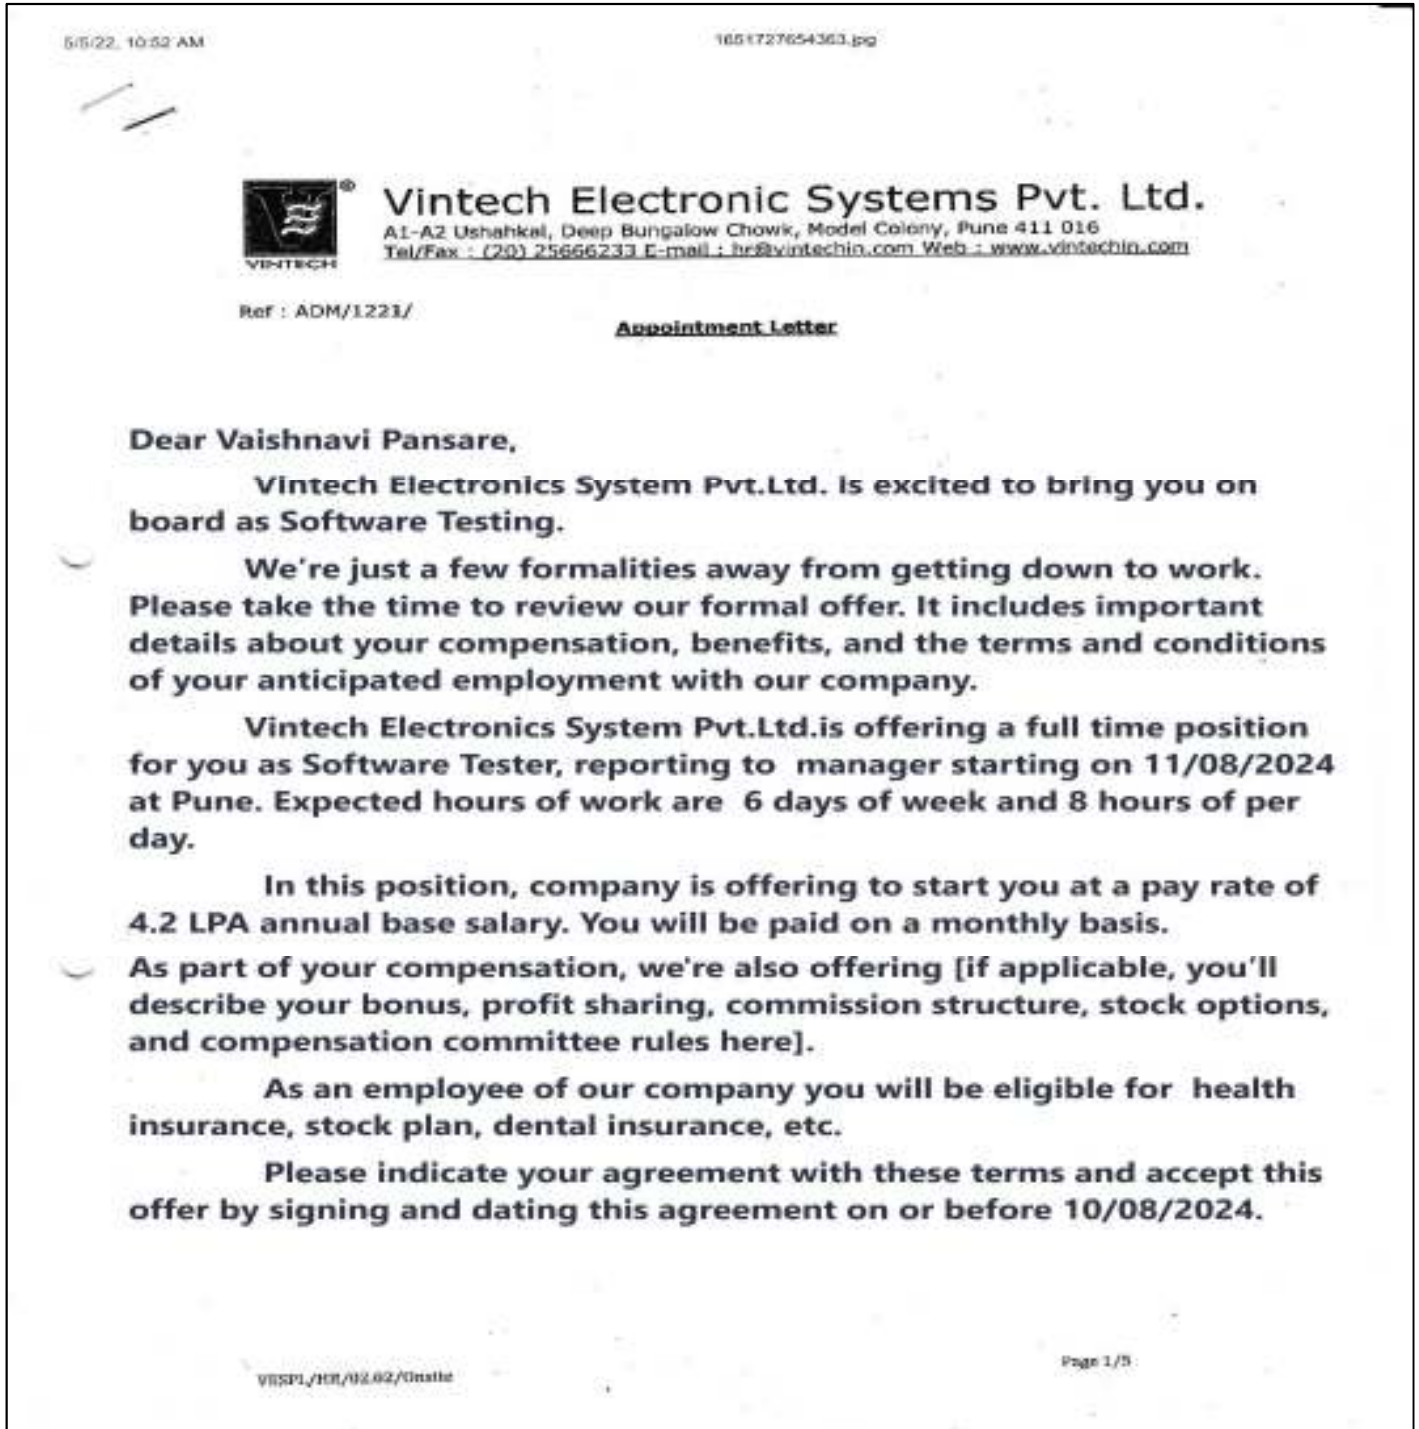 5/5/22, 10:52 AM
1651727654363.jpg
Vintech Electronic Systems Pvt. Ltd.
A1-A2 Ushahkal, Deep Bungalow Chowk, Model Colony, Pune 411 016
Tel/Fax : (20) 25666233 E-mail : hr@vintechin.com Web : www.vintechin.com
VINTECH
Ref : ADM/1221/
Appointment Letter
Dear Vaishnavi Pansare,
Vintech Electronics System Pvt.Ltd. is excited to bring you on
board as Software Testing.
We're just a few formalities away from getting down to work.
Please take the time to review our formal offer. It includes important
details about your compensation, benefits, and the terms and conditions
of your anticipated employment with our company.
Vintech Electronics System Pvt.Ltd.is offering a full time position
for you as Software Tester, reporting to manager starting on 11/08/2024
at Pune. Expected hours of work are 6 days of week and 8 hours of per
day.
In this position, company is offering to start you at a pay rate of
4.2 LPA annual base salary. You will be paid on a monthly basis.
As part of your compensation, we're also offering [if applicable, you'll
describe your bonus, profit sharing, commission structure, stock options,
and compensation committee rules here].
As an employee of our company you will be eligible for health
insurance, stock plan, dental insurance, etc.
Please indicate your agreement with these terms and accept this
offer by signing and dating this agreement on or before 10/08/2024.
VESPL/HR/02.02/Onsite
Page 1/5